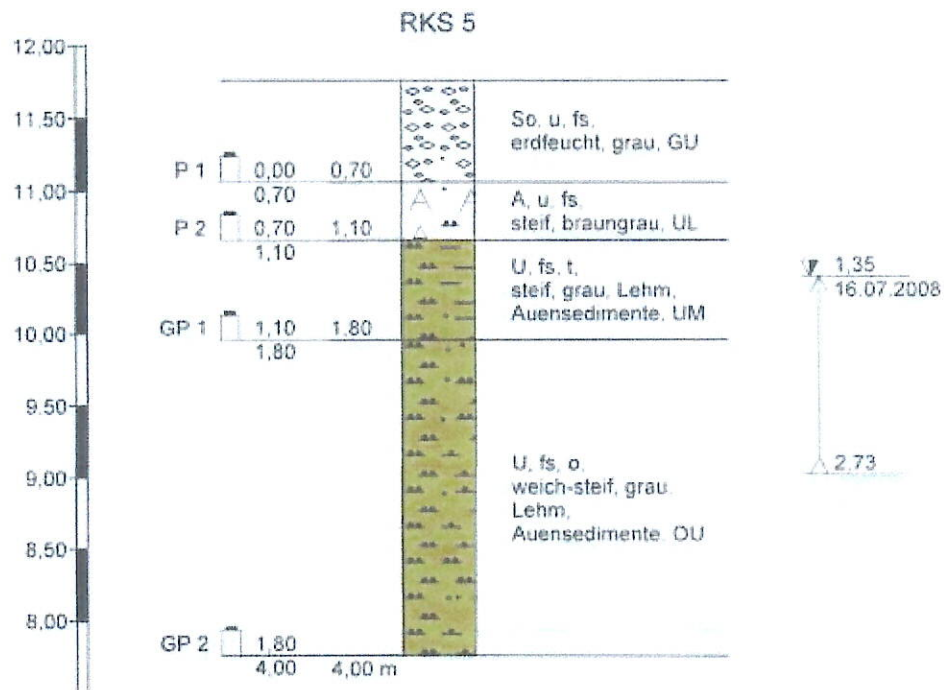 RKS 5
12,00
11,50
11,00
10,50
10,00
9,50
9,00
8,50
8,00
P 1 0,00 0,70
0,70
P 2 0,70 1,10
1,10
GP 1 1,10 1,80
1,80
GP 2 1,80
4,00 4,00 m
So, u, fs,
erdfeucht, grau, GU
A, u, fs,
steif, braungrau, UL
U, fs, t,
steif, grau, Lehm,
Auensedimente, UM
U, fs, o,
weich-steif, grau,
Lehm,
Auensedimente, OU
1,35
16.07.2008
2,73